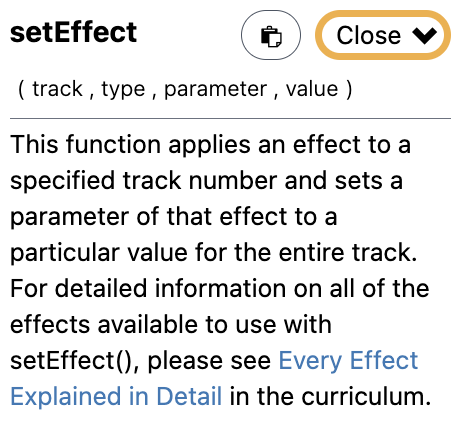 setEffect
Close
( track , type , parameter , value )
This function applies an effect to a
specified track number and sets a
parameter of that effect to a
particular value for the entire track.
For detailed information on all of the
effects available to use with
setEffect(), please see Every Effect
Explained in Detail in the curriculum.